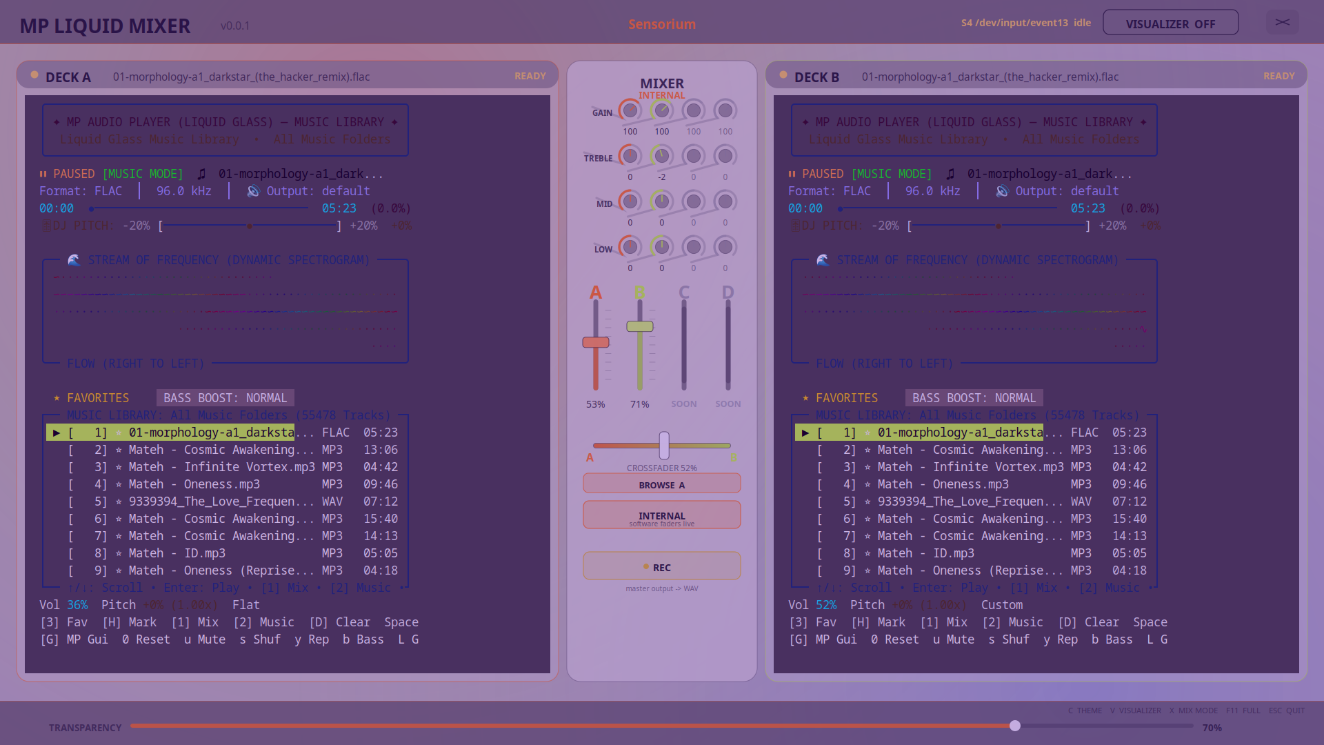 MP LIQUID MIXER v0.0.1
Sensorium
S4 /dev/input/event13 idle
VISUALIZER OFF
DECK A 01-morphology-a1_darkstar_(the_hacker_remix).flac READY
✦ MP AUDIO PLAYER (LIQUID GLASS) — MUSIC LIBRARY ✦
Liquid Glass Music Library • All Music Folders
PAUSED [MUSIC MODE] ♫ 01-morphology-a1_dark...
Format: FLAC │ 96.0 kHz │ 🔊 Output: default
00:00 05:23 (0.0%)
DJ PITCH: -20% [ ] +20% +0%
🌊 STREAM OF FREQUENCY (DYNAMIC SPECTROGRAM)
FLOW (RIGHT TO LEFT)
★ FAVORITES BASS BOOST: NORMAL
MUSIC LIBRARY: All Music Folders (55478 Tracks)
▶ [ 1] ★ 01-morphology-a1_darksta... FLAC 05:23
[ 2] ★ Mateh - Cosmic Awakening... MP3 13:06
[ 3] ★ Mateh - Infinite Vortex.mp3 MP3 04:42
[ 4] ★ Mateh - Oneness.mp3 MP3 09:46
[ 5] ★ 9339394_The_Love_Frequen... WAV 07:12
[ 6] ★ Mateh - Cosmic Awakening... MP3 15:40
[ 7] ★ Mateh - Cosmic Awakening... MP3 14:13
[ 8] ★ Mateh - ID.mp3 MP3 05:05
[ 9] ★ Mateh - Oneness (Reprise... MP3 04:18
↑/↓: Scroll • Enter: Play • [1] Mix • [2] Music •
Vol 36% Pitch +0% (1.00x) Flat
[3] Fav [H] Mark [1] Mix [2] Music [D] Clear Space
[G] MP Gui 0 Reset u Mute s Shuf y Rep b Bass L G
MIXER
INTERNAL
GAIN
100 100 100 100
TREBLE
0 -2 0 0
MID
0 0 0 0
LOW
0 0 0 0
A B C D
53% 71% SOON SOON
A B
CROSSFADER 52%
BROWSE A
INTERNAL
software faders live
REC
master output -> WAV
DECK B 01-morphology-a1_darkstar_(the_hacker_remix).flac READY
✦ MP AUDIO PLAYER (LIQUID GLASS) — MUSIC LIBRARY ✦
Liquid Glass Music Library • All Music Folders
PAUSED [MUSIC MODE] ♫ 01-morphology-a1_dark...
Format: FLAC │ 96.0 kHz │ 🔊 Output: default
00:00 05:23 (0.0%)
DJ PITCH: -20% [ ] +20% +0%
🌊 STREAM OF FREQUENCY (DYNAMIC SPECTROGRAM)
FLOW (RIGHT TO LEFT)
★ FAVORITES BASS BOOST: NORMAL
MUSIC LIBRARY: All Music Folders (55478 Tracks)
▶ [ 1] ★ 01-morphology-a1_darksta... FLAC 05:23
[ 2] ★ Mateh - Cosmic Awakening... MP3 13:06
[ 3] ★ Mateh - Infinite Vortex.mp3 MP3 04:42
[ 4] ★ Mateh - Oneness.mp3 MP3 09:46
[ 5] ★ 9339394_The_Love_Frequen... WAV 07:12
[ 6] ★ Mateh - Cosmic Awakening... MP3 15:40
[ 7] ★ Mateh - Cosmic Awakening... MP3 14:13
[ 8] ★ Mateh - ID.mp3 MP3 05:05
[ 9] ★ Mateh - Oneness (Reprise... MP3 04:18
↑/↓: Scroll • Enter: Play • [1] Mix • [2] Music •
Vol 52% Pitch +0% (1.00x) Custom
[3] Fav [H] Mark [1] Mix [2] Music [D] Clear Space
[G] MP Gui 0 Reset u Mute s Shuf y Rep b Bass L G
C THEME V VISUALIZER X MIX MODE F11 FULL ESC QUIT
TRANSPARENCY 70%